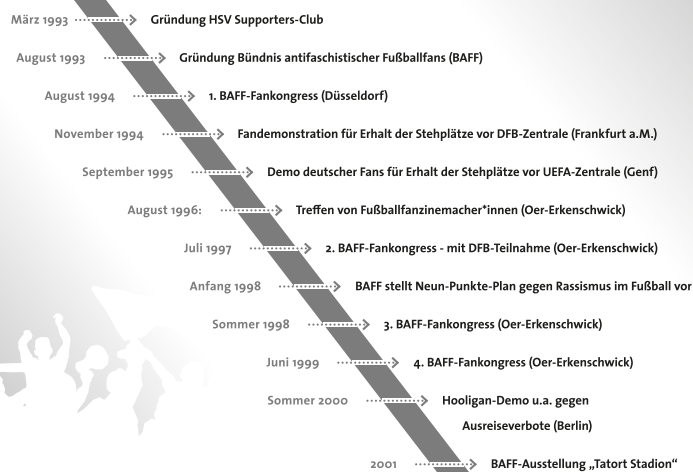 März 1993 Gründung HSV Supporters-Club
August 1993 Gründung Bündnis antifaschistischer Fußballfans (BAFF)
August 1994 1. BAFF-Fankongress (Düsseldorf)
November 1994 Fandemonstration für Erhalt der Stehplätze vor DFB-Zentrale (Frankfurt a.M.)
September 1995 Demo deutscher Fans für Erhalt der Stehplätze vor UEFA-Zentrale (Genf)
August 1996: Treffen von Fußballfanzinemacher*innen (Oer-Erkenschwick)
Juli 1997 2. BAFF-Fankongress - mit DFB-Teilnahme (Oer-Erkenschwick)
Anfang 1998 BAFF stellt Neun-Punkte-Plan gegen Rassismus im Fußball vor
Sommer 1998 3. BAFF-Fankongress (Oer-Erkenschwick)
Juni 1999 4. BAFF-Fankongress (Oer-Erkenschwick)
Sommer 2000 Hooligan-Demo u.a. gegen
Ausreiseverbote (Berlin)
2001 BAFF-Ausstellung „Tatort Stadion“